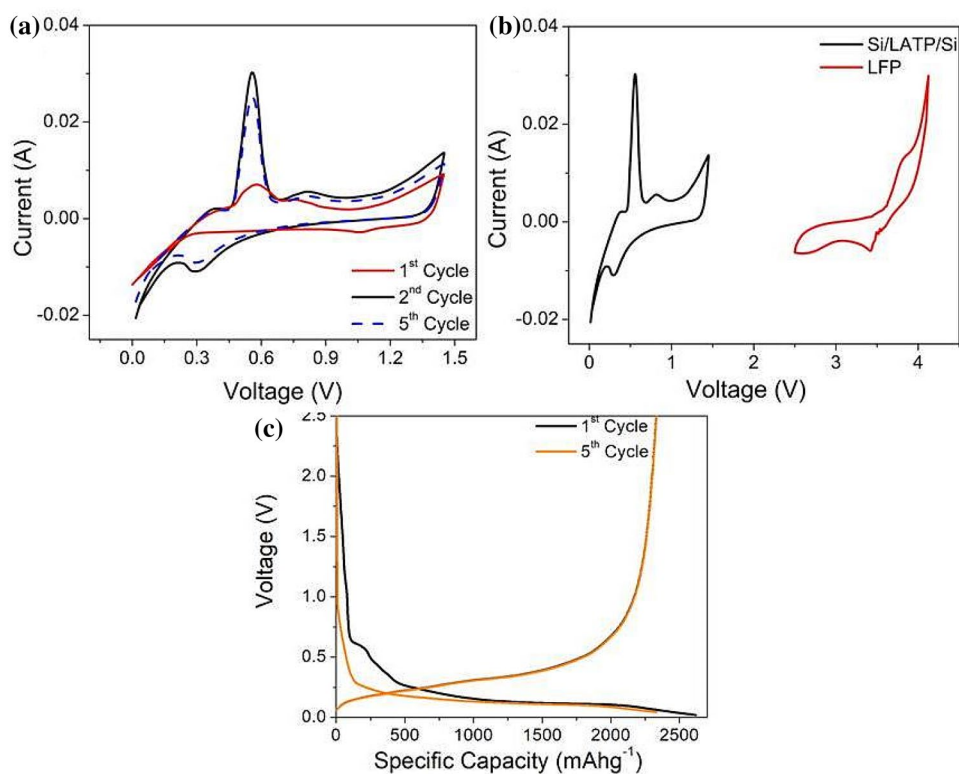 (a)
0.04
0.02
0.00
-0.02
Current (A)
1st Cycle
2nd Cycle
5th Cycle
0.0 0.3 0.6 0.9 1.2 1.5
Voltage (V)
(b)
0.04
0.02
0.00
-0.02
Current (A)
Si/LATP/Si
LFP
0 1 2 3 4
Voltage (V)
(c)
2.5
2.0
1.5
1.0
0.5
0.0
Voltage (V)
1st Cycle
5th Cycle
0 500 1000 1500 2000 2500
Specific Capacity (mAhg-1)